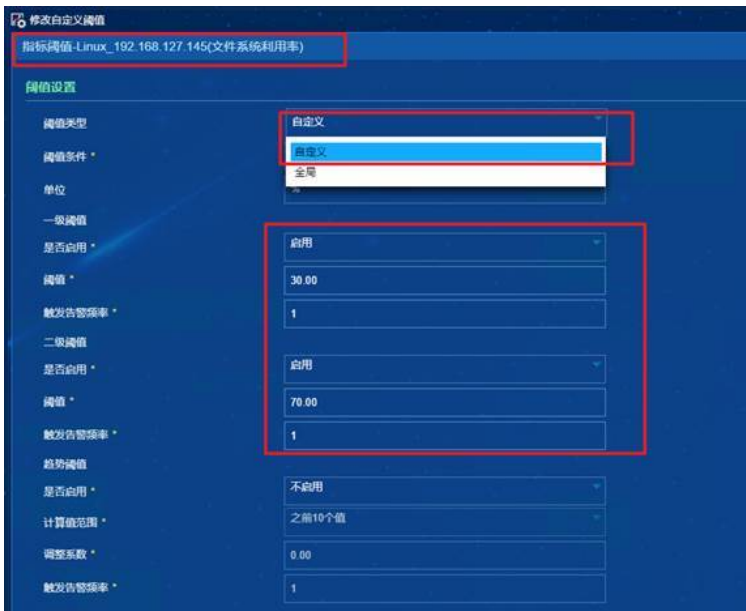 修改自定义阈值
指标阈值-Linux_192.168.127.145(文件系统利用率)
阈值设置
阈值类型 自定义
阈值条件 * 自定义
全局
单位 %
一级阈值
是否启用 * 启用
阈值 * 30.00
触发告警频率 * 1
二级阈值
是否启用 * 启用
阈值 * 70.00
触发告警频率 * 1
趋势阈值
是否启用 * 不启用
计算值范围 * 之前10个值
调整系数 * 0.00
触发告警频率 * 1